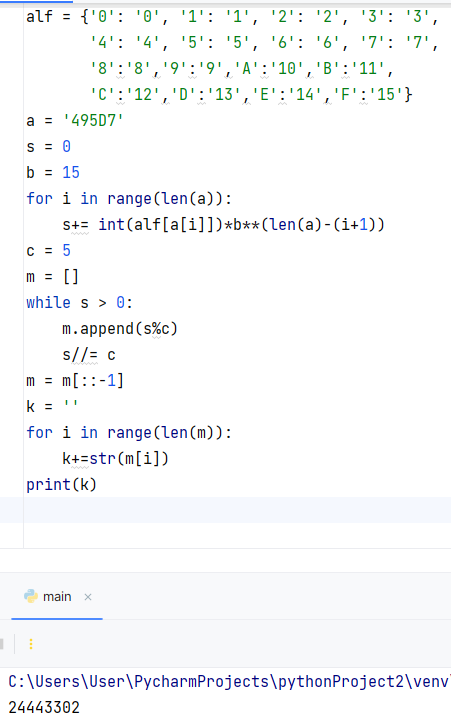 alf = {'0': '0', '1': '1', '2': '2', '3': '3',
'4': '4', '5': '5', '6': '6', '7': '7',
'8':'8','9':'9','A':'10','B':'11',
'C':'12','D':'13','E':'14','F':'15'}
a = '495D7'
s = 0
b = 15
for i in range(len(a)):
s+= int(alf[a[i]])*b**(len(a)-(i+1))
c = 5
m = []
while s > 0:
m.append(s%c)
s//= c
m = m[::-1]
k = ''
for i in range(len(m)):
k+=str(m[i])
print(k)
main ×
C:\Users\User\PycharmProjects\pythonProject2\venv\
24443302